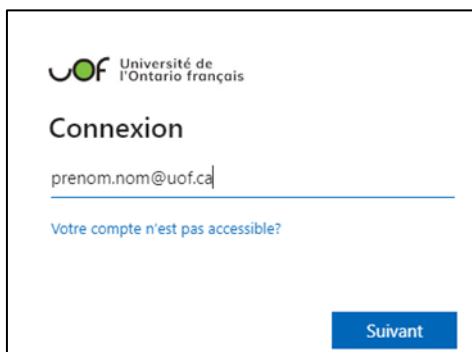 UOF Université de
l'Ontario français
Connexion
prenom.nom@uof.ca
Votre compte n'est pas accessible?
Suivant